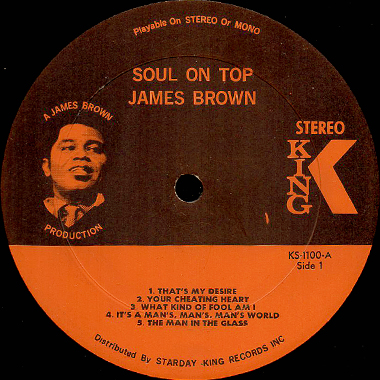 Playable On STEREO Or MONO
SOUL ON TOP
JAMES BROWN
A JAMES BROWN
PRODUCTION
STEREO
KING
K
KS-1100-A
Side 1
1. THAT'S MY DESIRE
2. YOUR CHEATING HEART
3. WHAT KIND OF FOOL AM I
4. IT'S A MAN'S, MAN'S, MAN'S WORLD
5. THE MAN IN THE GLASS
Distributed By STARDAY-KING RECORDS INC